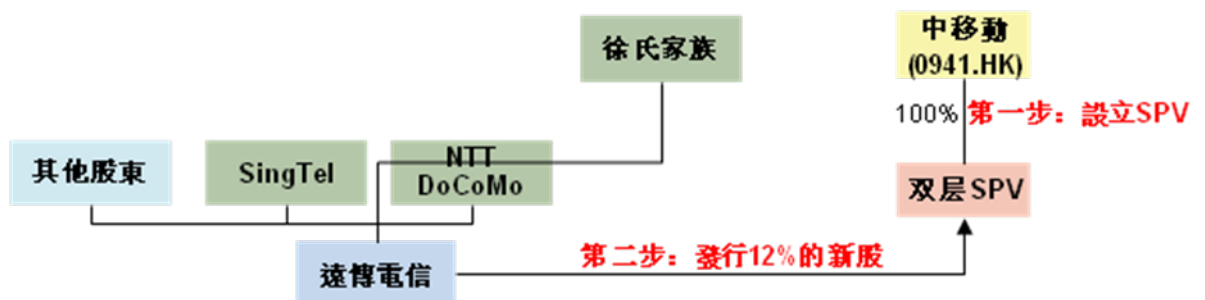 徐氏家族
中移動
(0941.HK)
100%
第一步：設立SPV
其他股東
SingTel
NTT
DoCoMo
双层SPV
遠傳電信
第二步：發行12%的新股